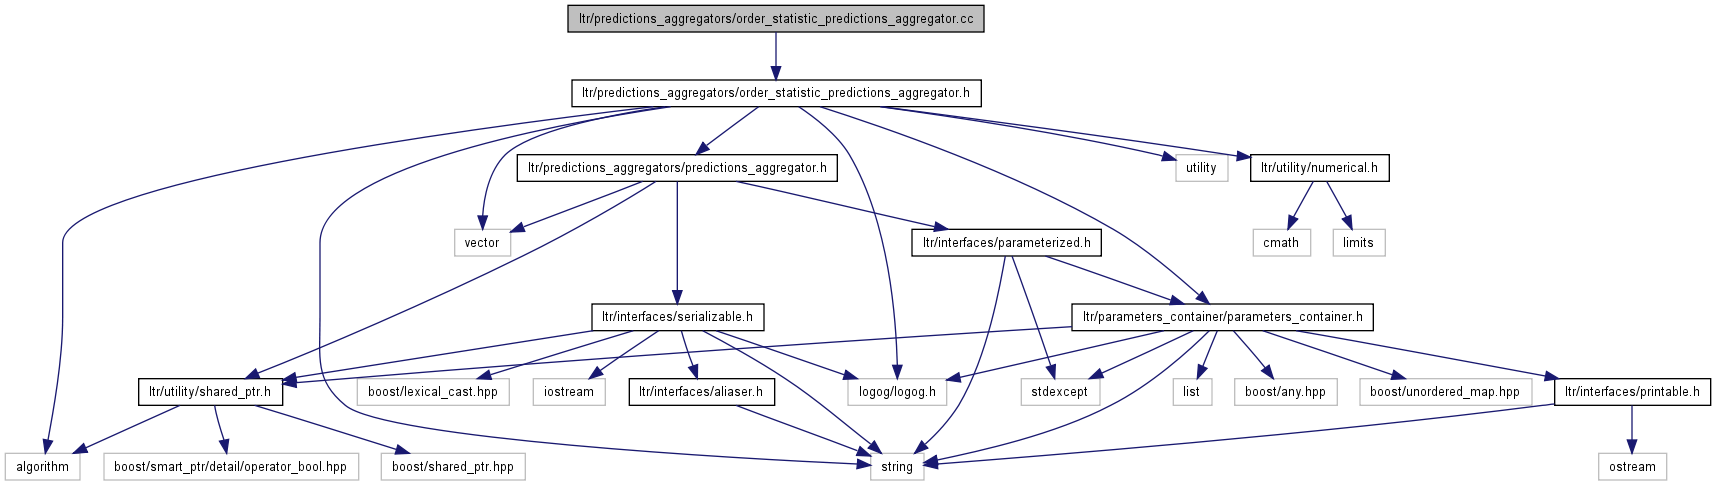 ltr/predictions_aggregators/order_statistic_predictions_aggregator.cc
ltr/predictions_aggregators/order_statistic_predictions_aggregator.h
ltr/predictions_aggregators/predictions_aggregator.h
utility
ltr/utility/numerical.h
vector
ltr/interfaces/parameterized.h
cmath
limits
ltr/interfaces/serializable.h
ltr/parameters_container/parameters_container.h
ltr/utility/shared_ptr.h
boost/lexical_cast.hpp
iostream
ltr/interfaces/aliaser.h
logog/logog.h
stdexcept
list
boost/any.hpp
boost/unordered_map.hpp
ltr/interfaces/printable.h
algorithm
boost/smart_ptr/detail/operator_bool.hpp
boost/shared_ptr.hpp
string
ostream